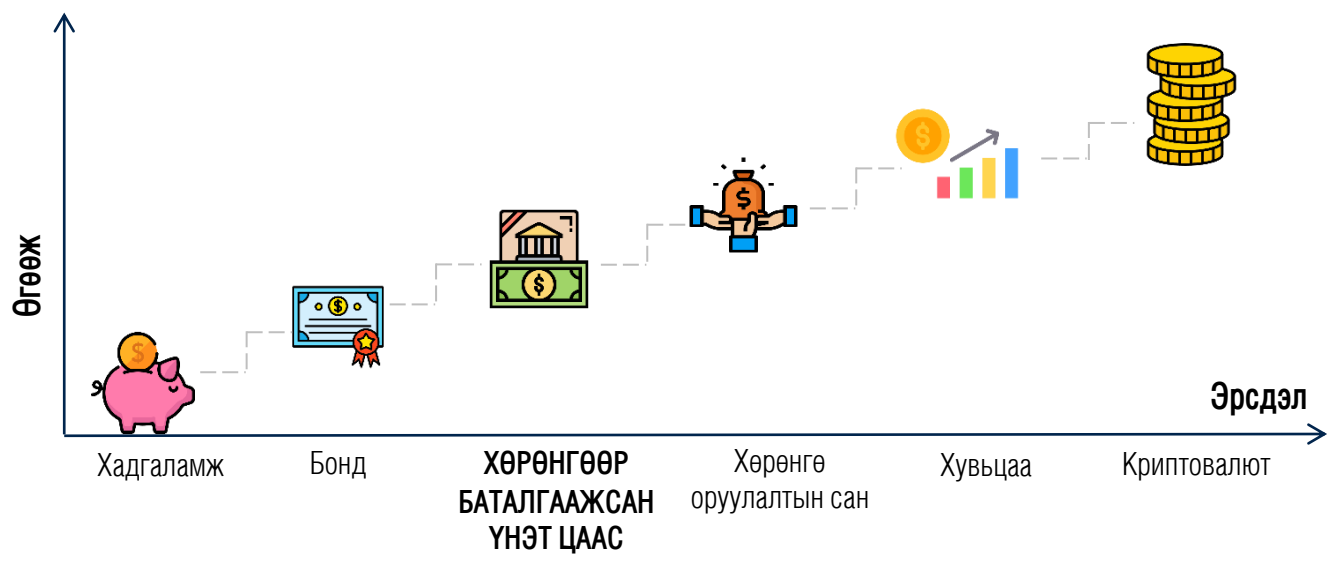 Өгөөж
Эрсдэл
Хадгаламж
Бонд
ХӨРӨНГӨӨР
БАТАЛГААЖСАН
ҮНЭТ ЦААС
Хөрөнгө
оруулалтын сан
Хувьцаа
Криптовалют